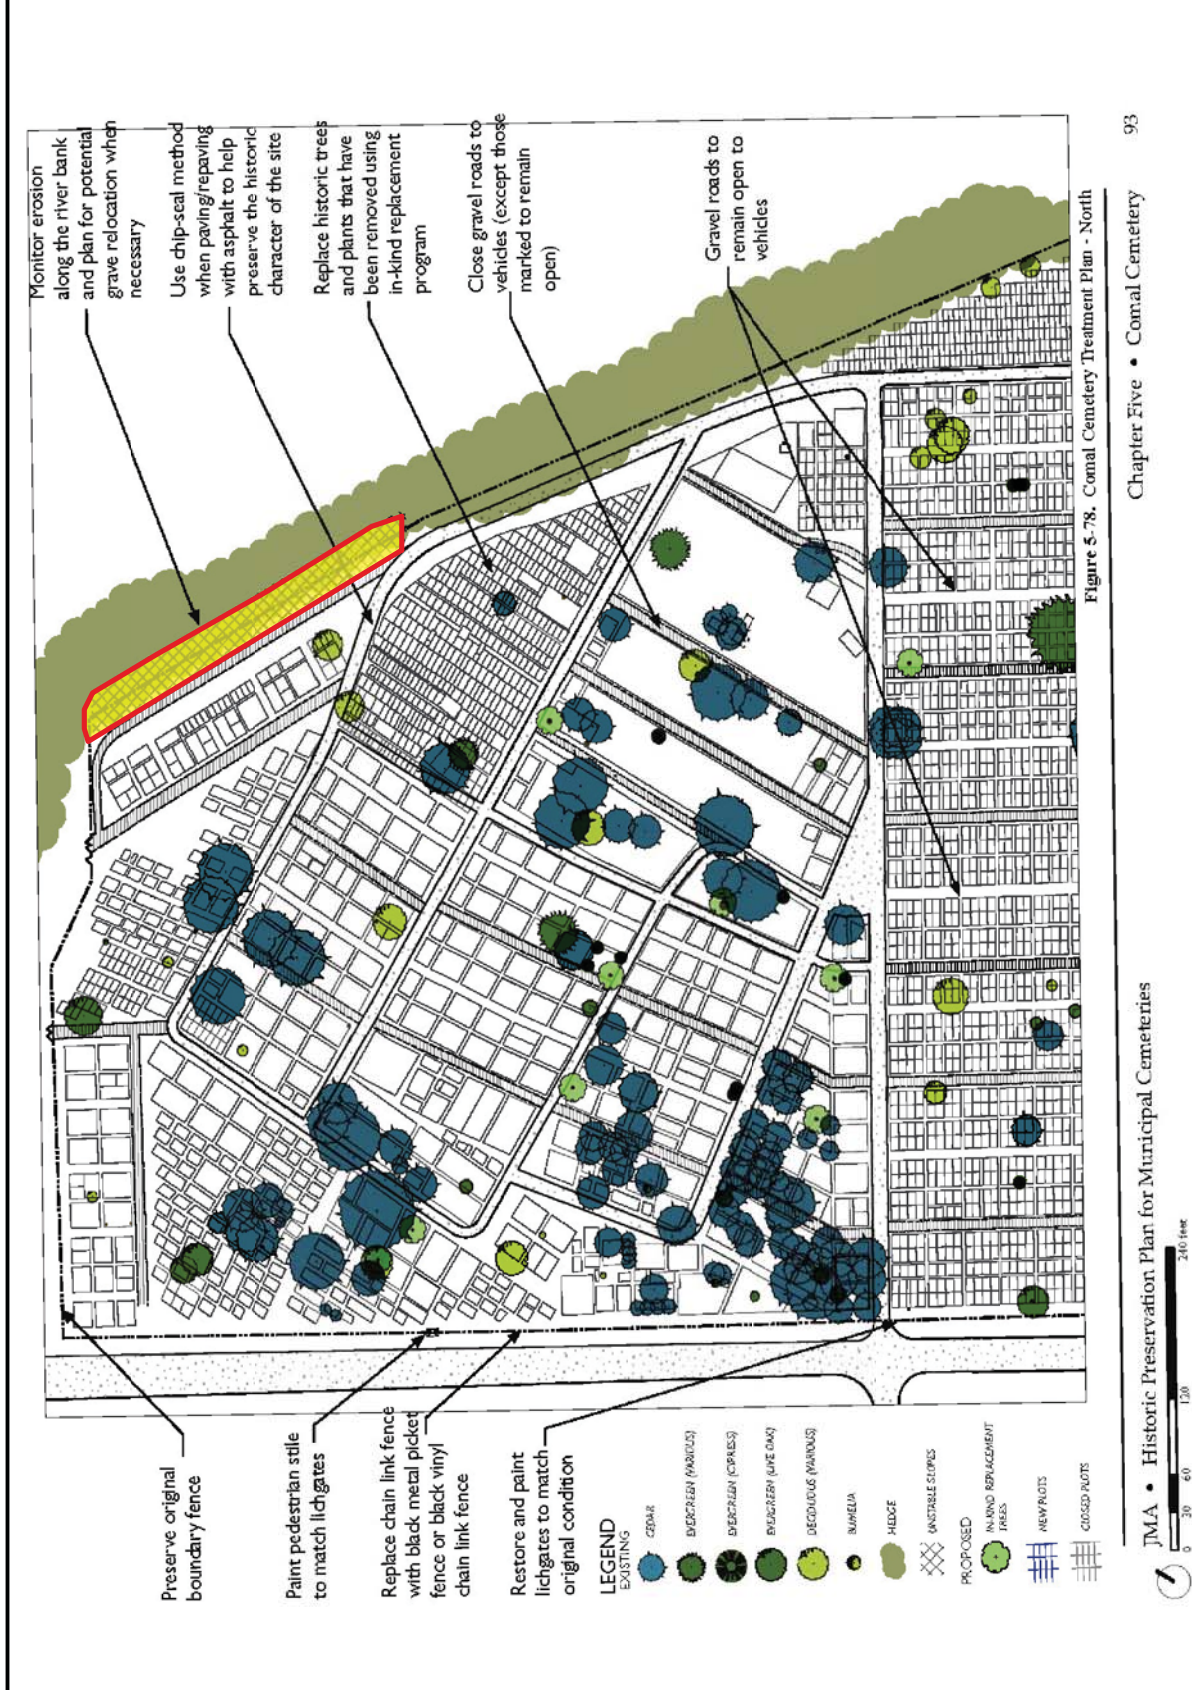 Monitor erosion
along the river bank
and plan for potential
grave relocation when
necessary
Use chip-seal method
when paving/repaving
with asphalt to help
preserve the historic
character of the site
Replace historic trees
and plants that have
been removed using
in-kind replacement
program
Close gravel roads to
vehicles (except those
marked to remain
open)
Gravel roads to
remain open to
vehicles
Preserve original
boundary fence
Paint pedestrian stile
to match lichgates
Replace chain link fence
with black metal picket
fence or black vinyl
chain link fence
Restore and paint
lichgates to match
original condition
LEGEND
EXISTING
CEDAR
EVERGREEN (VARIOUS)
EVERGREEN (CYPRESS)
EVERGREEN (LIVE OAK)
DECIDUOUS (VARIOUS)
BUMELIA
HEDGE
UNSTABLE SLOPES
PROPOSED
IN-KIND REPLACEMENT
TREES
NEW PLOTS
CLOSED PLOTS
0 30 60 120 240 feet
Figure 5-78. Comal Cemetery Treatment Plan - North
JMA • Historic Preservation Plan for Municipal Cemeteries
Chapter Five • Comal Cemetery 93